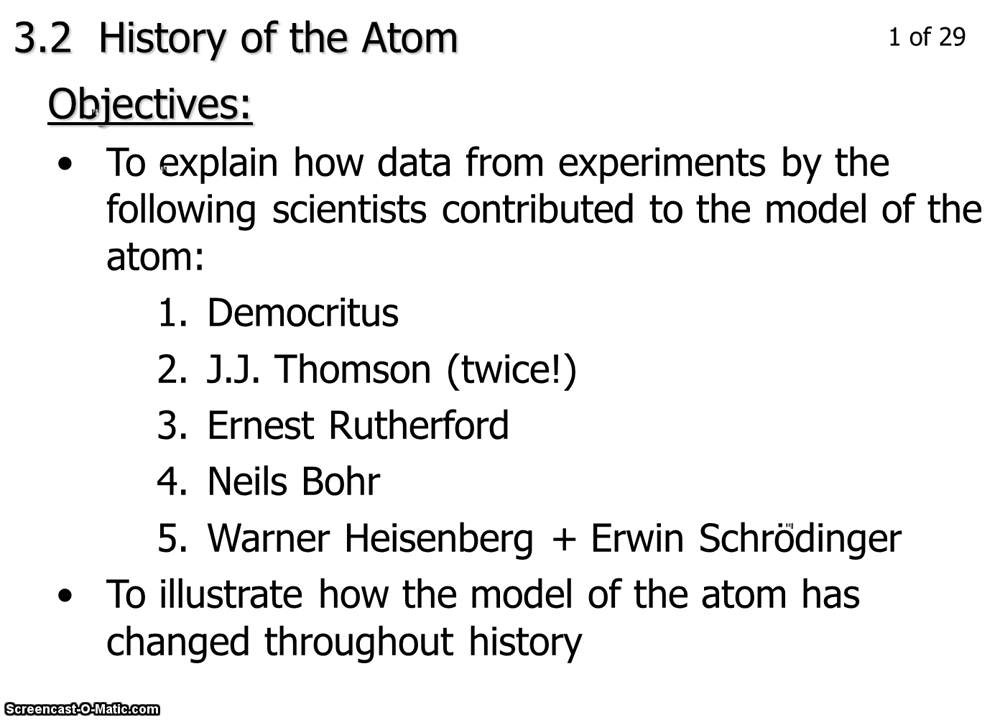 3.2 History of the Atom
1 of 29
Objectives:
• To explain how data from experiments by the
following scientists contributed to the model of the
atom:
1. Democritus
2. J.J. Thomson (twice!)
3. Ernest Rutherford
4. Neils Bohr
5. Warner Heisenberg + Erwin Schrödinger
• To illustrate how the model of the atom has
changed throughout history
Screencast-O-Matic.com